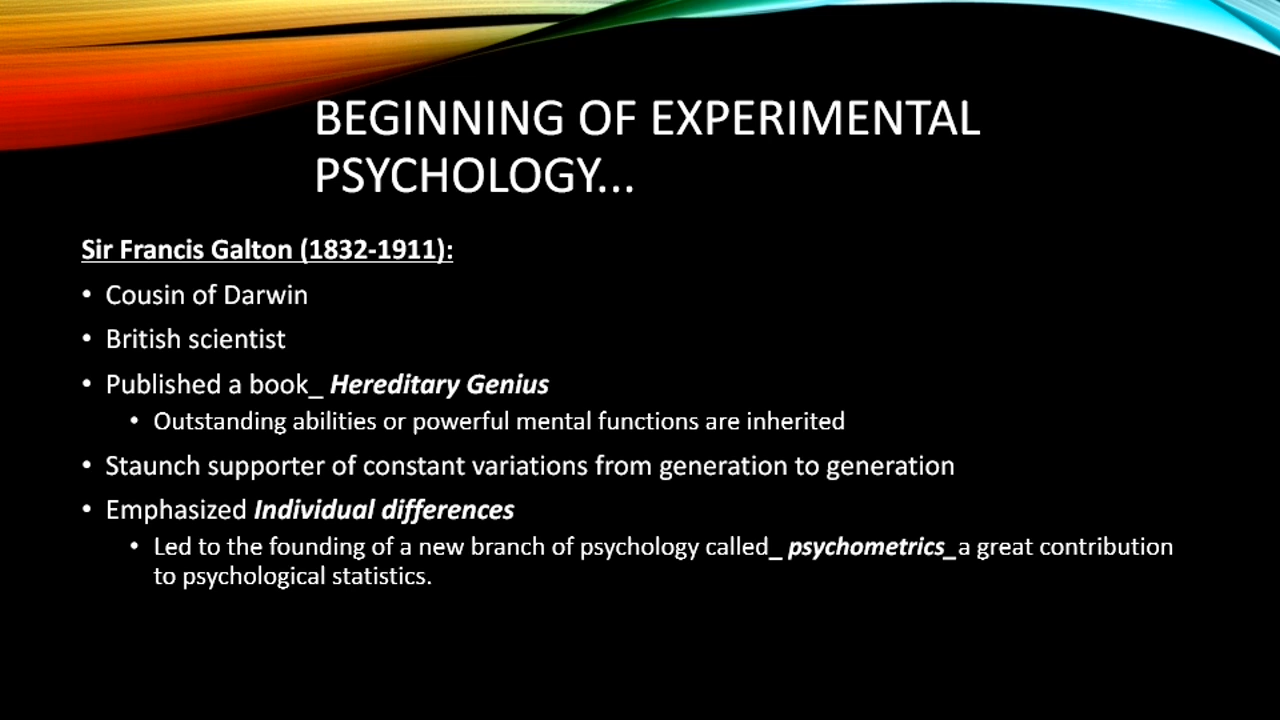 BEGINNING OF EXPERIMENTAL
PSYCHOLOGY...
Sir Francis Galton (1832-1911):
• Cousin of Darwin
• British scientist
• Published a book_ Hereditary Genius
• Outstanding abilities or powerful mental functions are inherited
• Staunch supporter of constant variations from generation to generation
• Emphasized Individual differences
• Led to the founding of a new branch of psychology called_ psychometrics_a great contribution
to psychological statistics.